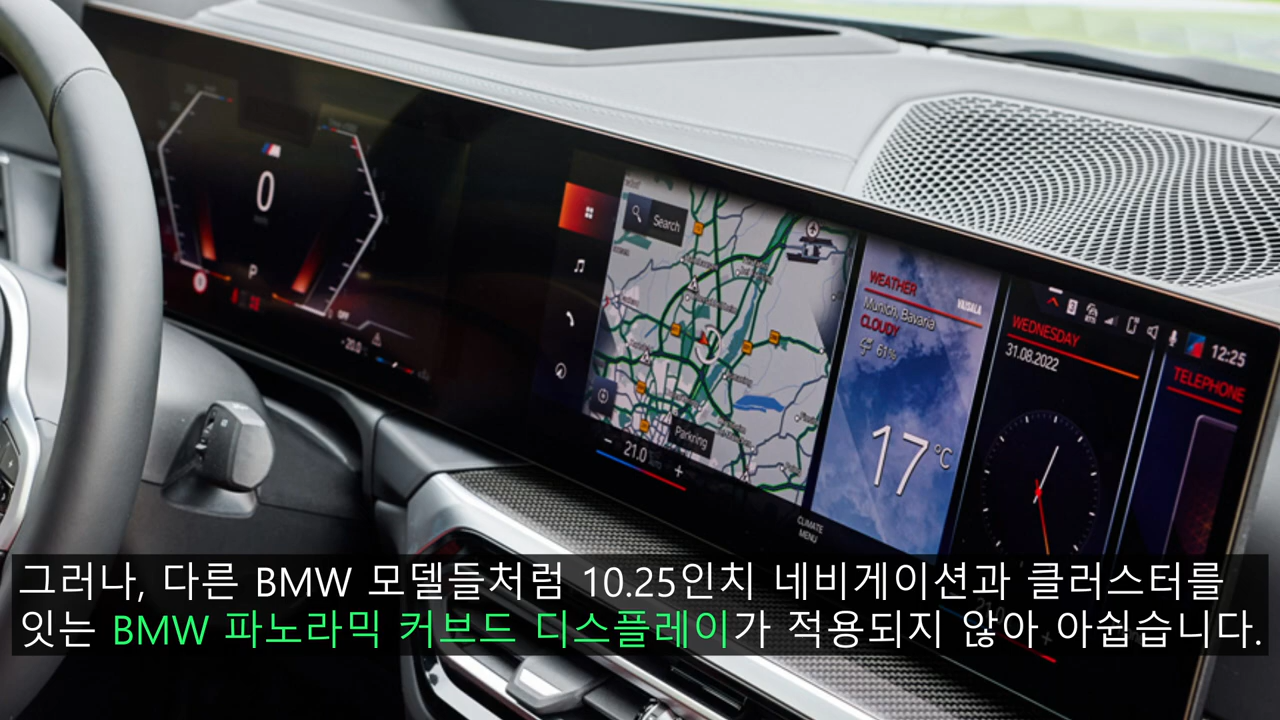 0
P
-20.0
Search
Parking
21.0
CLIMATE
MENU
WEATHER
VAISALA
Munich, Bavaria
CLOUDY
61%
17°C
WEDNESDAY
31.08.2022
12:25
TELEPHONE
그러나, 다른 BMW 모델들처럼 10.25인치 네비게이션과 클러스터를
잇는 BMW 파노라믹 커브드 디스플레이가 적용되지 않아 아쉽습니다.